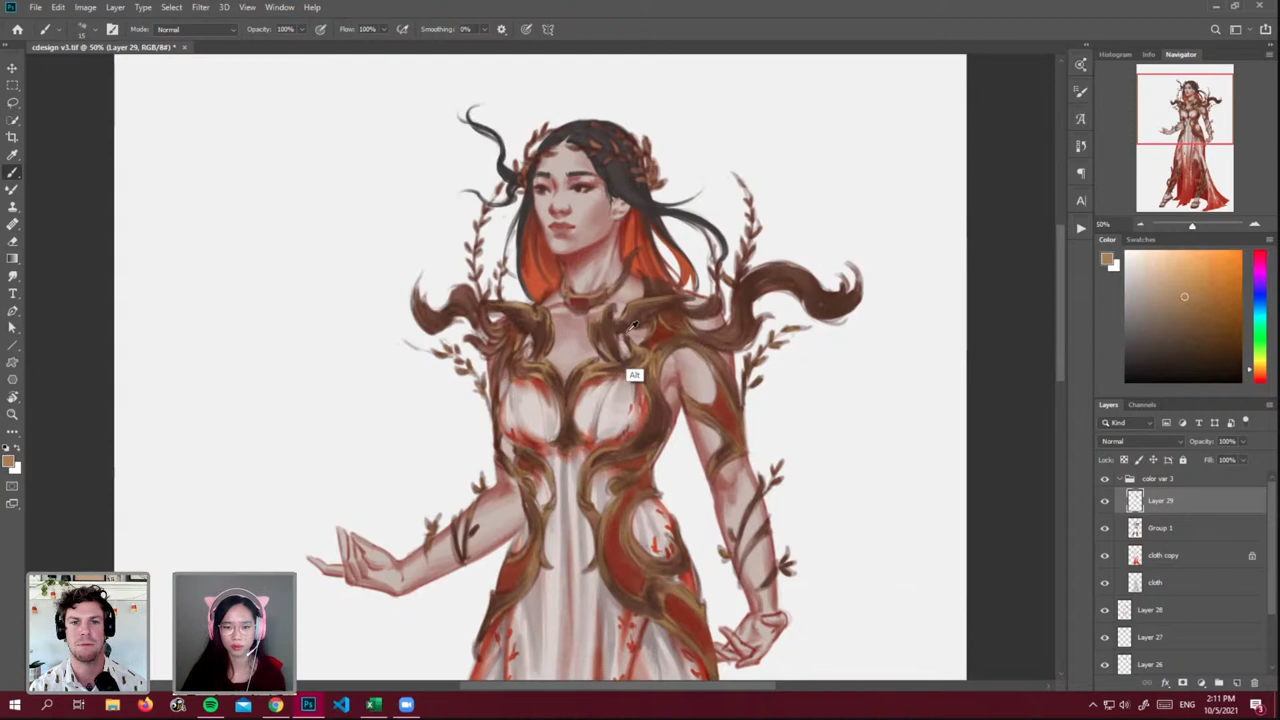 Ps File Edit Image Layer Type Select Filter 3D View Window Help
15 Mode: Normal Opacity: 100% Flow: 100% Smoothing: 0%
cdesign v3.tif @ 50% (Layer 29, RGB/8#) * ×
Histogram Info Navigator
50%
Color Swatches
Alt
Layers Channels
Kind
Normal Opacity: 100%
Lock: Fill: 100%
color var 3
Layer 29
Group 1
cloth copy
cloth
Layer 28
Layer 27
Layer 26
ENG
2:11 PM
10/5/2021
3